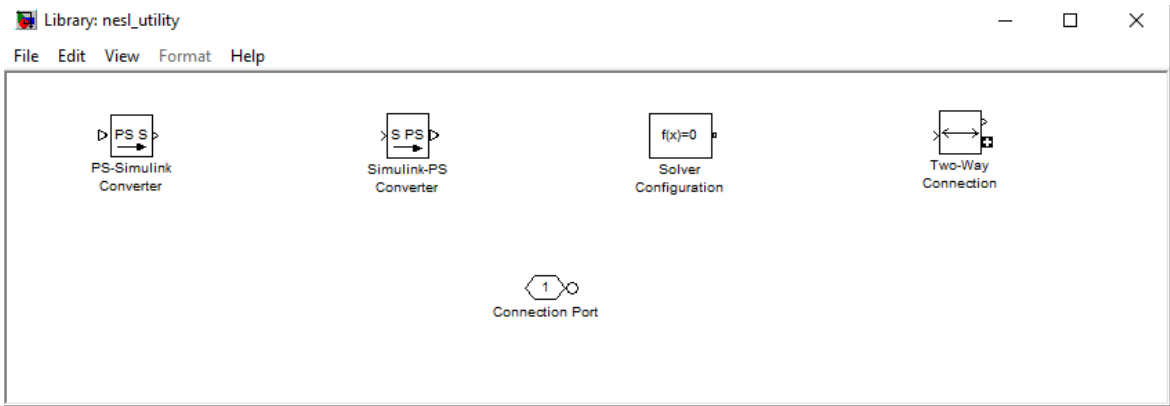 Library: nesl_utility
File Edit View Format Help
PS S
PS-Simulink
Converter
S PS
Simulink-PS
Converter
f(x)=0
Solver
Configuration
Two-Way
Connection
1
Connection Port